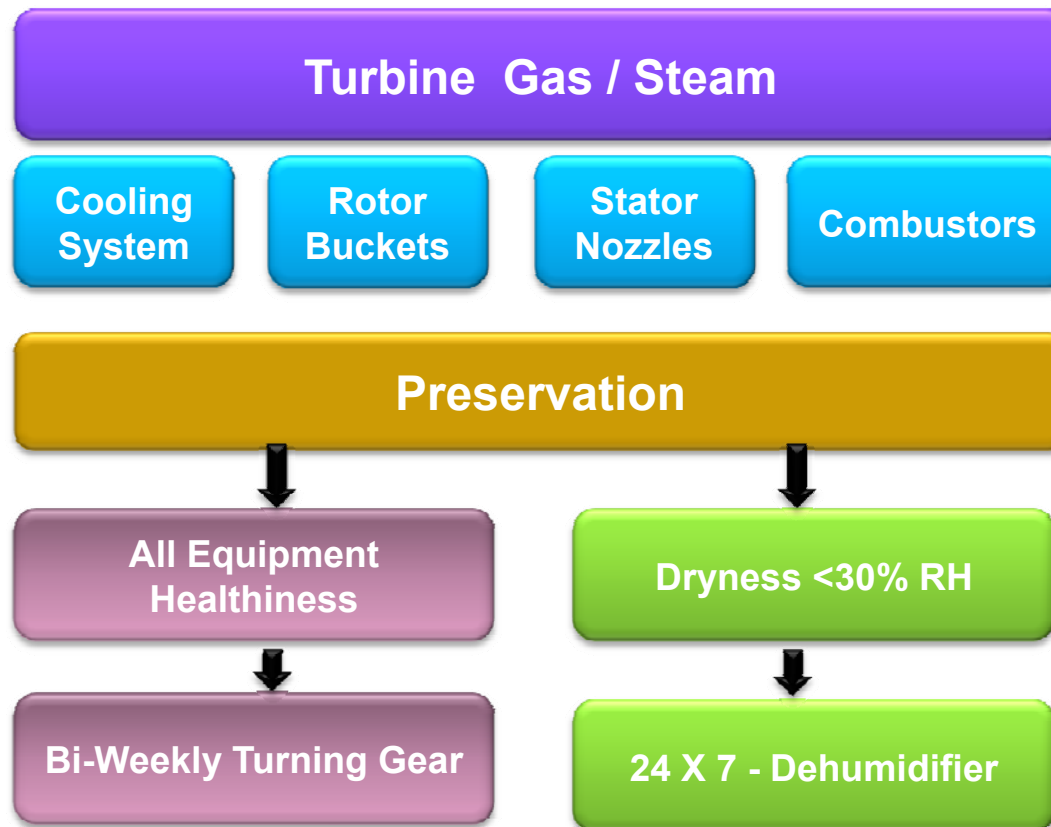 Turbine  Gas / Steam
Cooling
System
Rotor
Buckets
Stator
Nozzles
Combustors
Preservation
All Equipment
Healthiness
Dryness <30% RH
Bi-Weekly Turning Gear
24 X 7 - Dehumidifier